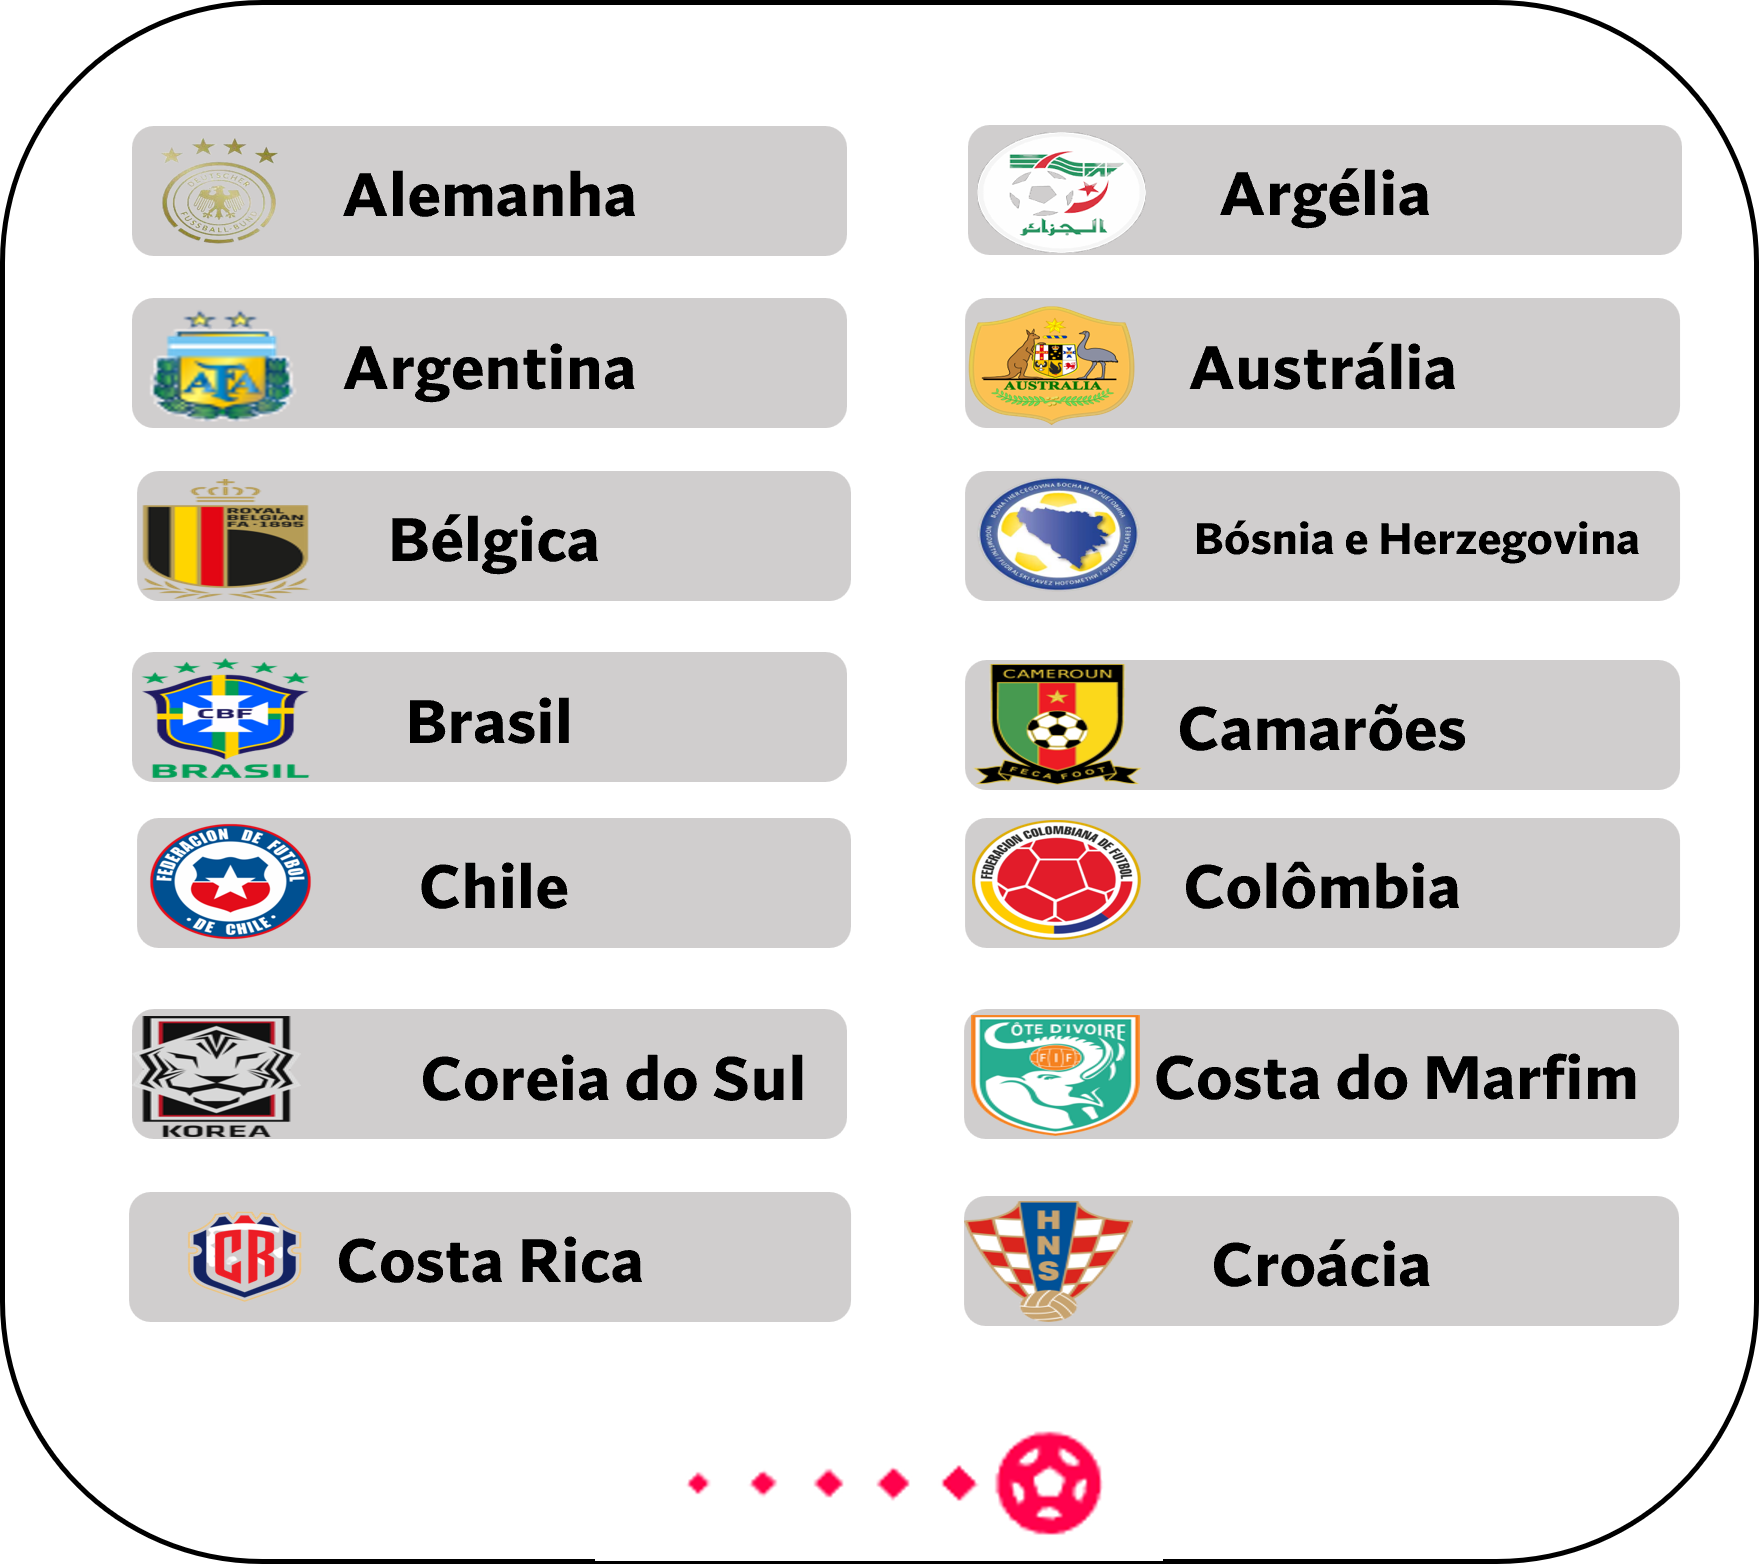 DEUTSCHER
FUSSBALL-BUND
Alemanha
الجزائر
Argélia
AFA
Argentina
AUSTRALIA
Austrália
ROYAL
BELGIAN
FA-1895
Bélgica
Bósnia e Herzegovina
CBF
BRASIL
Brasil
CAMEROUN
FECA FOOT
Camarões
FEDERACION DE FUTBOL
· DE CHILE ·
Chile
FEDERACION COLOMBIANA DE FUTBOL
Colômbia
KOREA
Coreia do Sul
CÔTE D'IVOIRE
FIF
Costa do Marfim
CR
Costa Rica
HNS
Croácia